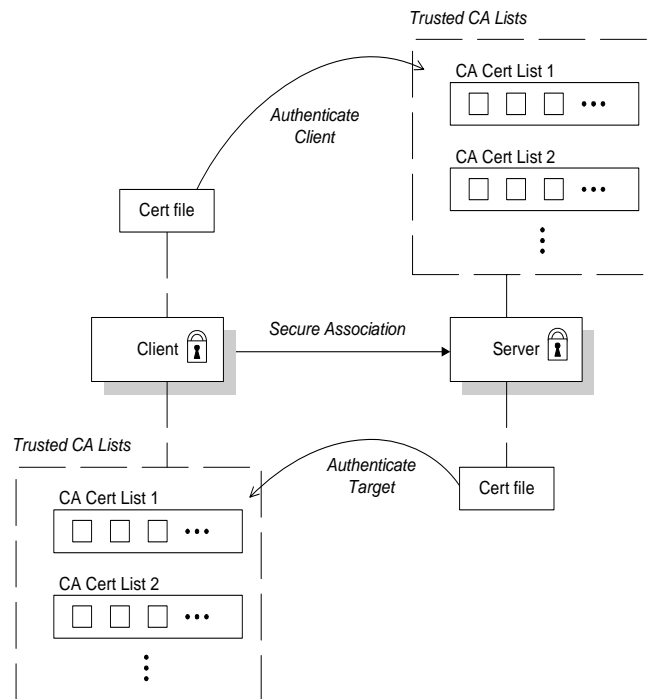 Trusted CA Lists
CA Cert List 1
Authenticate
Client
CA Cert List 2
Cert file
Client
Secure Association
Server
Trusted CA Lists
Authenticate
Target
Cert file
CA Cert List 1
CA Cert List 2